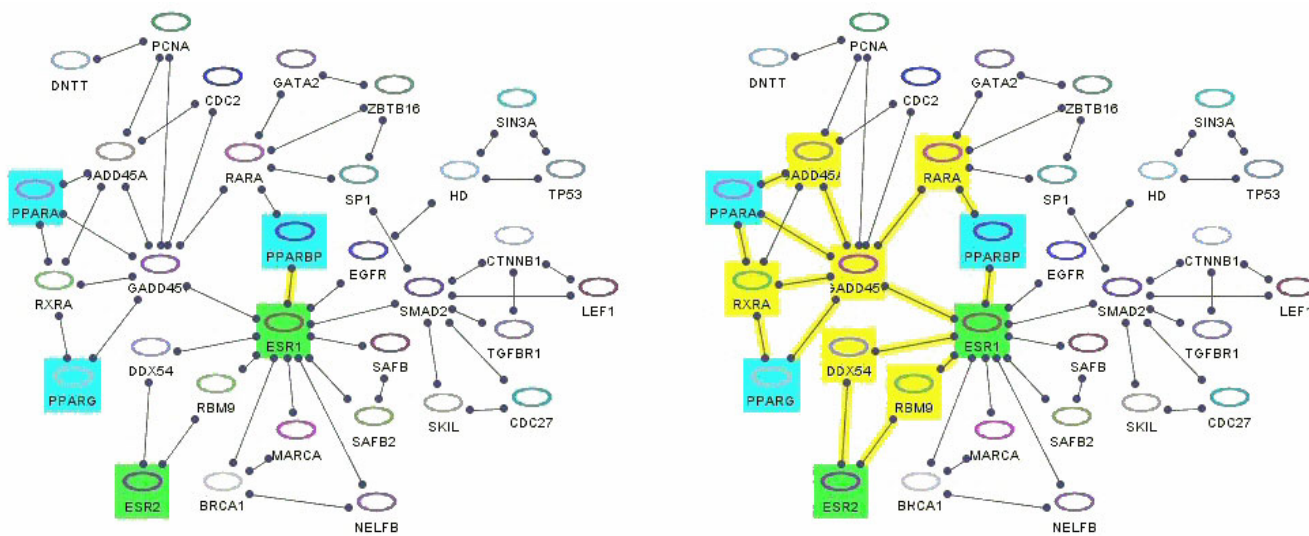 PCNA
DNTT
GATA2
CDC2
ZBTB16
SIN3A
GADD45A
RARA
SP1
HD
TP53
PPARA
PPARBP
EGFR
CTNNB1
RXRA
GADD45
SMAD2
LEF1
ESR1
TGFBR1
DDX54
SAFB
PPARG
RBM9
SKIL
CDC27
SAFB2
MARCA
ESR2
BRCA1
NELFB
PCNA
DNTT
GATA2
CDC2
ZBTB16
SIN3A
GADD45A
RARA
SP1
HD
TP53
PPARA
PPARBP
EGFR
CTNNB1
RXRA
GADD45
SMAD2
LEF1
ESR1
TGFBR1
DDX54
SAFB
PPARG
RBM9
SKIL
CDC27
SAFB2
MARCA
ESR2
BRCA1
NELFB